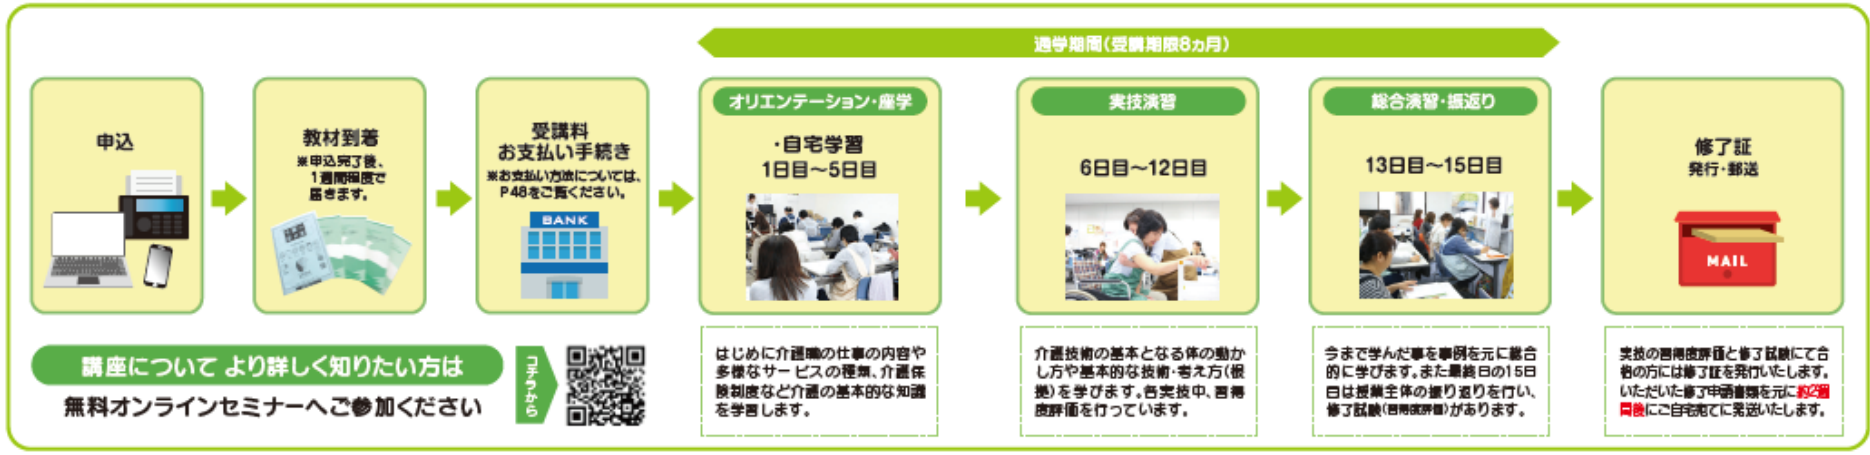 通学期間(受講期限8ヵ月)
申込
教材到着
※申込完了後、
1週間程度で
届きます。
受講料
お支払い手続き
※お支払い方法については、
P48をご覧ください。
BANK
オリエンテーション・座学
・自宅学習
1日目～5日目
実技演習
6日目～12日目
総合演習・振返り
13日目～15日目
修了証
発行・郵送
MAIL
講座について より詳しく知りたい方は
無料オンラインセミナーへご参加ください
コチラから
はじめに介護職の仕事の内容や
多様なサービスの種類、介護保
険制度など介護の基本的な知識
を学習します。
介護技術の基本となる体の動か
し方や基本的な技術・考え方(根
拠)を学びます。各実技中、習得
度評価を行っています。
今まで学んだ事を事例を元に総合
的に学びます。また最終日の15日
目は授業全体の振り返りを行い、
修了試験(習得度評価)があります。
実技の習得度評価と修了試験にて合
格の方には修了証を発行いたします。
いただいた修了申請書類を元に約2週
間後にご自宅宛てに発送いたします。